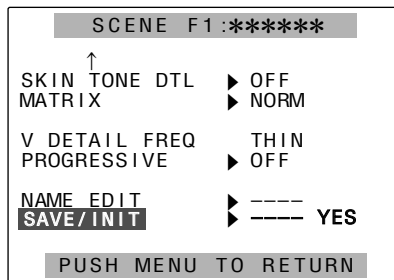 SCENE F1:******
↑
SKIN TONE DTL ▶ OFF
MATRIX ▶ NORM
V DETAIL FREQ THIN
PROGRESSIVE ▶ OFF
NAME EDIT ▶ ----
SAVE/INIT ▶ ---- YES
PUSH MENU TO RETURN